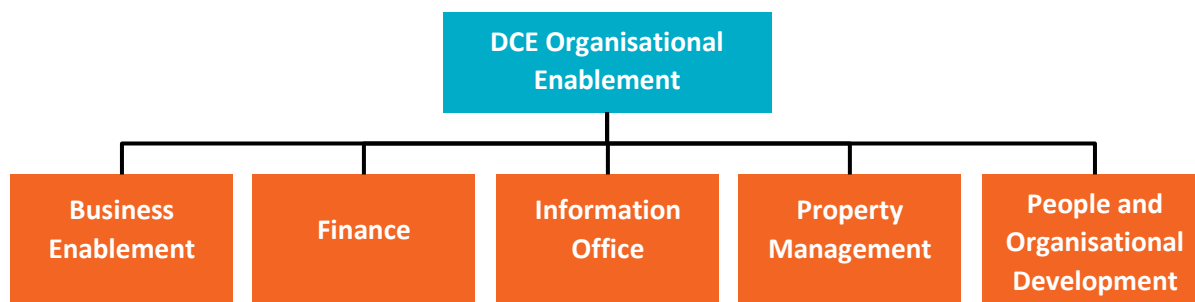 DCE Organisational
Enablement
Business
Enablement
Finance
Information
Office
Property
Management
People and
Organisational
Development